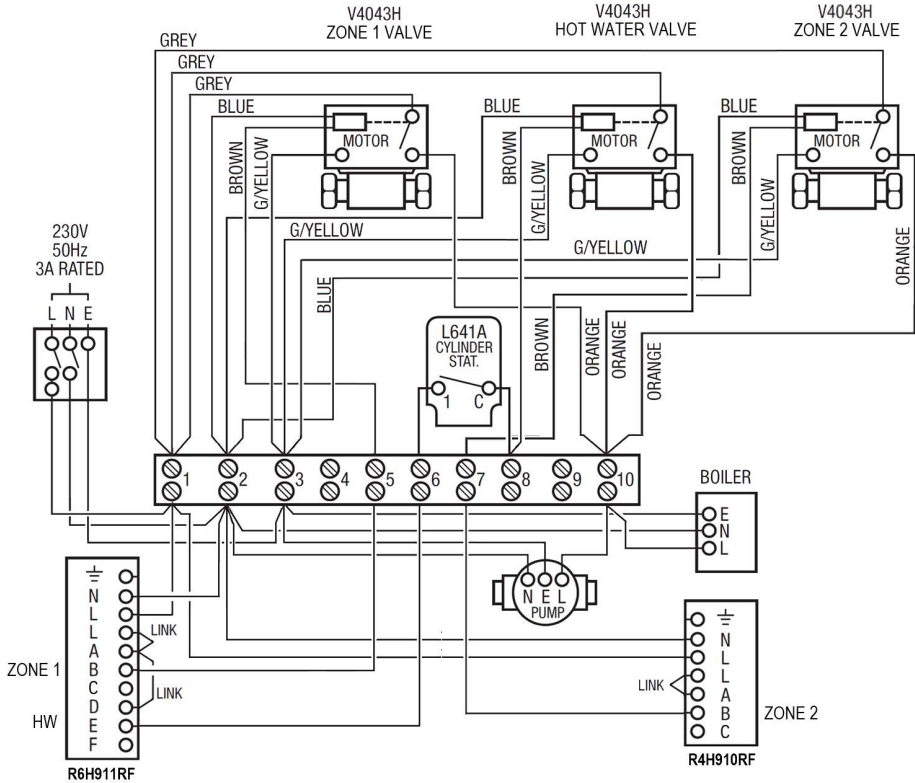 V4043H
ZONE 1 VALVE
V4043H
HOT WATER VALVE
V4043H
ZONE 2 VALVE
GREY
GREY
GREY
BLUE
BLUE
BLUE
MOTOR
MOTOR
MOTOR
BROWN
G/YELLOW
BROWN
G/YELLOW
BROWN
G/YELLOW
ORANGE
G/YELLOW
G/YELLOW
230V
50Hz
3A RATED
L N E
BLUE
L641A
CYLINDER
STAT.
1 C
BROWN
ORANGE
ORANGE
ORANGE
1 2 3 4 5 6 7 8 9 10
BOILER
E
N
L
N E L
PUMP
N
L
L
A
B
C
D
E
F
LINK
LINK
ZONE 1
HW
R6H911RF
N
L
L
A
B
C
LINK
ZONE 2
R4H910RF